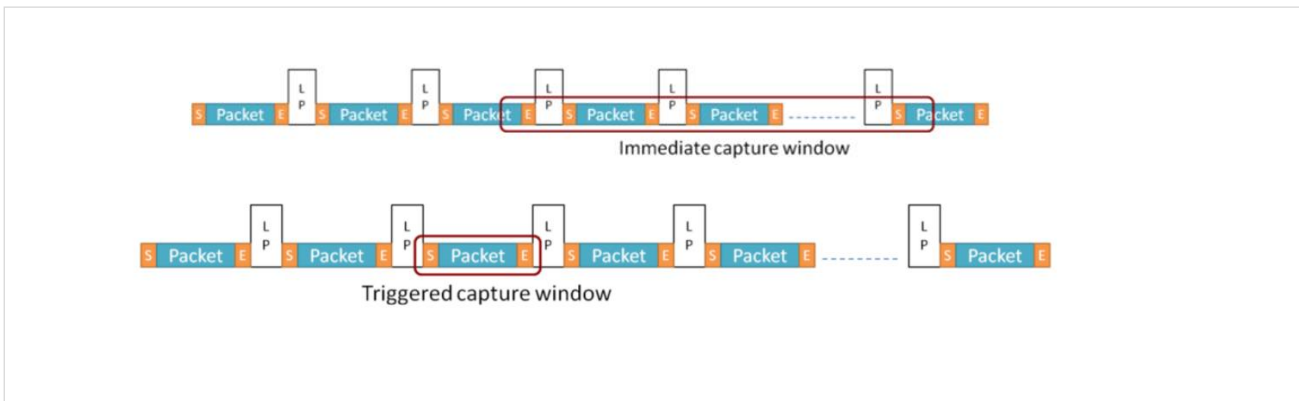 S Packet E L P S Packet E L P S Packet E L P S Packet E L P S Packet E L P S Packet E
Immediate capture window
S Packet E L P S Packet E L P S Packet E L P S Packet E L P S Packet E L P S Packet E
Triggered capture window